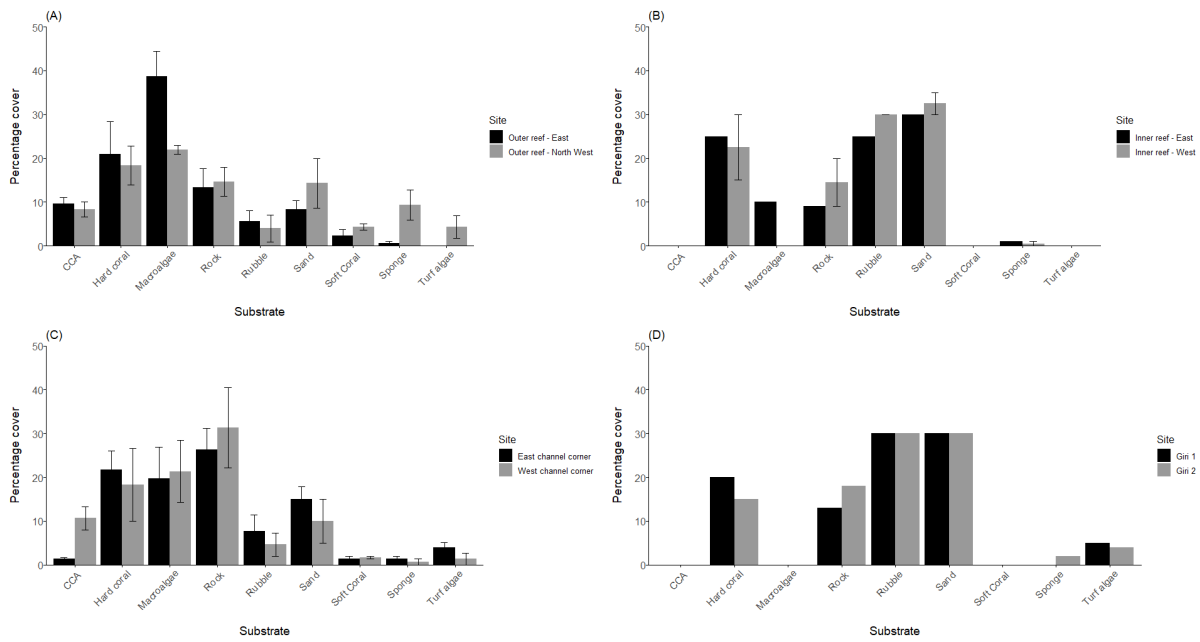 (A)
50
40
30
20
10
0
Percentage cover
CCA
Hard coral
Macroalgae
Rock
Rubble
Sand
Soft Coral
Sponge
Turf algae
Substrate
Site
Outer reef - East
Outer reef - North West
(B)
50
40
30
20
10
0
Percentage cover
CCA
Hard coral
Macroalgae
Rock
Rubble
Sand
Soft Coral
Sponge
Turf algae
Substrate
Site
Inner reef - East
Inner reef - West
(C)
50
40
30
20
10
0
Percentage cover
CCA
Hard coral
Macroalgae
Rock
Rubble
Sand
Soft Coral
Sponge
Turf algae
Substrate
Site
East channel corner
West channel corner
(D)
50
40
30
20
10
0
Percentage cover
CCA
Hard coral
Macroalgae
Rock
Rubble
Sand
Soft Coral
Sponge
Turf algae
Substrate
Site
Giri 1
Giri 2